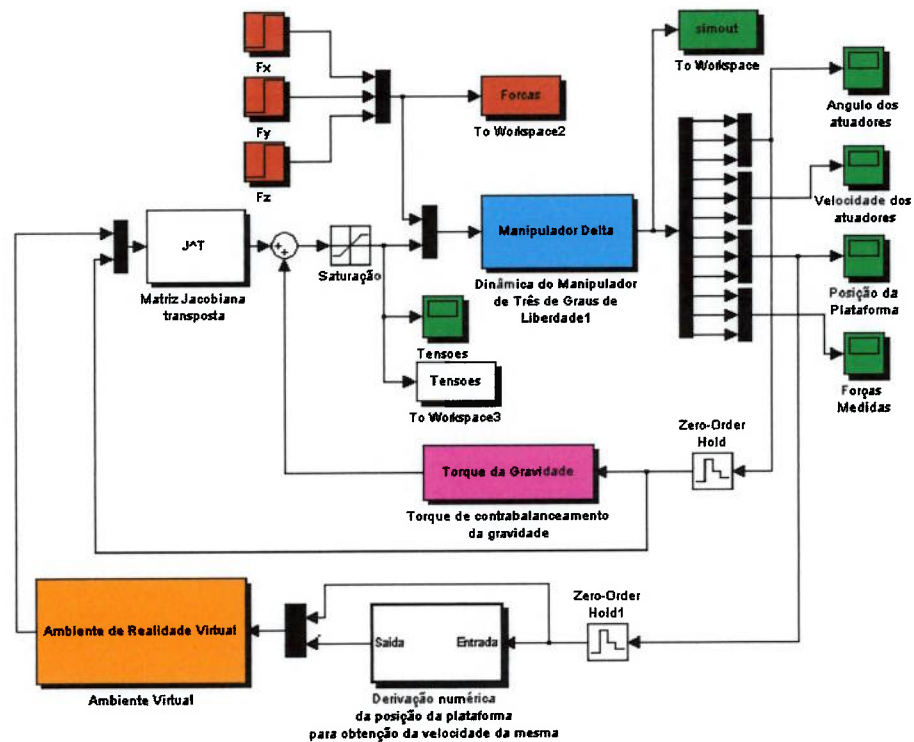 simout
To Workspace
Fx
Forcas
To Workspace2
Angulo dos
atuadores
Fy
Fz
Velocidade dos
atuadores
J^T
Matriz Jacobiana
transposta
+
+
Saturação
Manipulador Delta
Dinâmica do Manipulador
de Três de Graus de
Liberdade1
Posição da
Plataforma
Tensoes
Tensoes
To Workspace3
Forças
Medidas
Zero-Order
Hold
Torque da Gravidade
Torque de contrabalanceamento
da gravidade
Zero-Order
Hold1
Ambiente de Realidade Virtual
Ambiente Virtual
Saida
Entrada
Derivação numérica
da posição da plataforma
para obtenção da velocidade da mesma